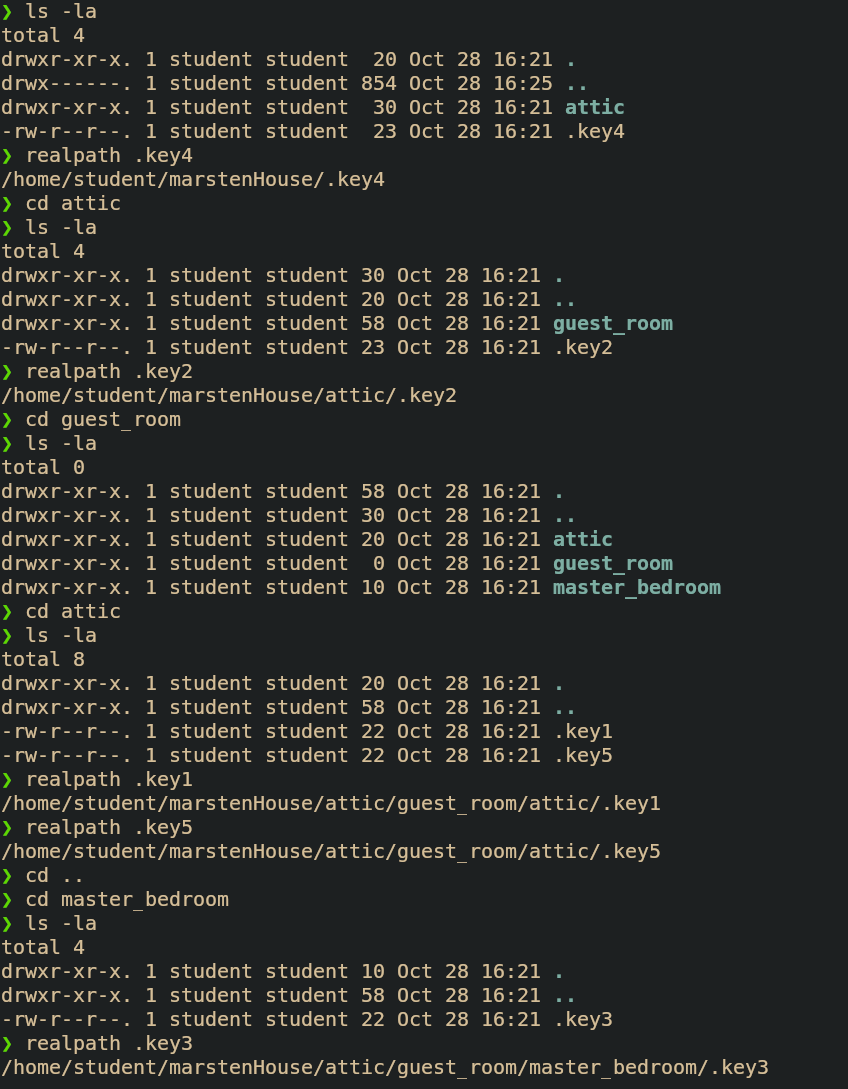 ❯ ls -la
total 4
drwxr-xr-x. 1 student student  20 Oct 28 16:21 .
drwx------. 1 student student 854 Oct 28 16:25 ..
drwxr-xr-x. 1 student student  30 Oct 28 16:21 attic
-rw-r--r--. 1 student student  23 Oct 28 16:21 .key4
❯ realpath .key4
/home/student/marstenHouse/.key4
❯ cd attic
❯ ls -la
total 4
drwxr-xr-x. 1 student student 30 Oct 28 16:21 .
drwxr-xr-x. 1 student student 20 Oct 28 16:21 ..
drwxr-xr-x. 1 student student 58 Oct 28 16:21 guest_room
-rw-r--r--. 1 student student 23 Oct 28 16:21 .key2
❯ realpath .key2
/home/student/marstenHouse/attic/.key2
❯ cd guest_room
❯ ls -la
total 0
drwxr-xr-x. 1 student student 58 Oct 28 16:21 .
drwxr-xr-x. 1 student student 30 Oct 28 16:21 ..
drwxr-xr-x. 1 student student 20 Oct 28 16:21 attic
drwxr-xr-x. 1 student student  0 Oct 28 16:21 guest_room
drwxr-xr-x. 1 student student 10 Oct 28 16:21 master_bedroom
❯ cd attic
❯ ls -la
total 8
drwxr-xr-x. 1 student student 20 Oct 28 16:21 .
drwxr-xr-x. 1 student student 58 Oct 28 16:21 ..
-rw-r--r--. 1 student student 22 Oct 28 16:21 .key1
-rw-r--r--. 1 student student 22 Oct 28 16:21 .key5
❯ realpath .key1
/home/student/marstenHouse/attic/guest_room/attic/.key1
❯ realpath .key5
/home/student/marstenHouse/attic/guest_room/attic/.key5
❯ cd ..
❯ cd master_bedroom
❯ ls -la
total 4
drwxr-xr-x. 1 student student 10 Oct 28 16:21 .
drwxr-xr-x. 1 student student 58 Oct 28 16:21 ..
-rw-r--r--. 1 student student 22 Oct 28 16:21 .key3
❯ realpath .key3
/home/student/marstenHouse/attic/guest_room/master_bedroom/.key3